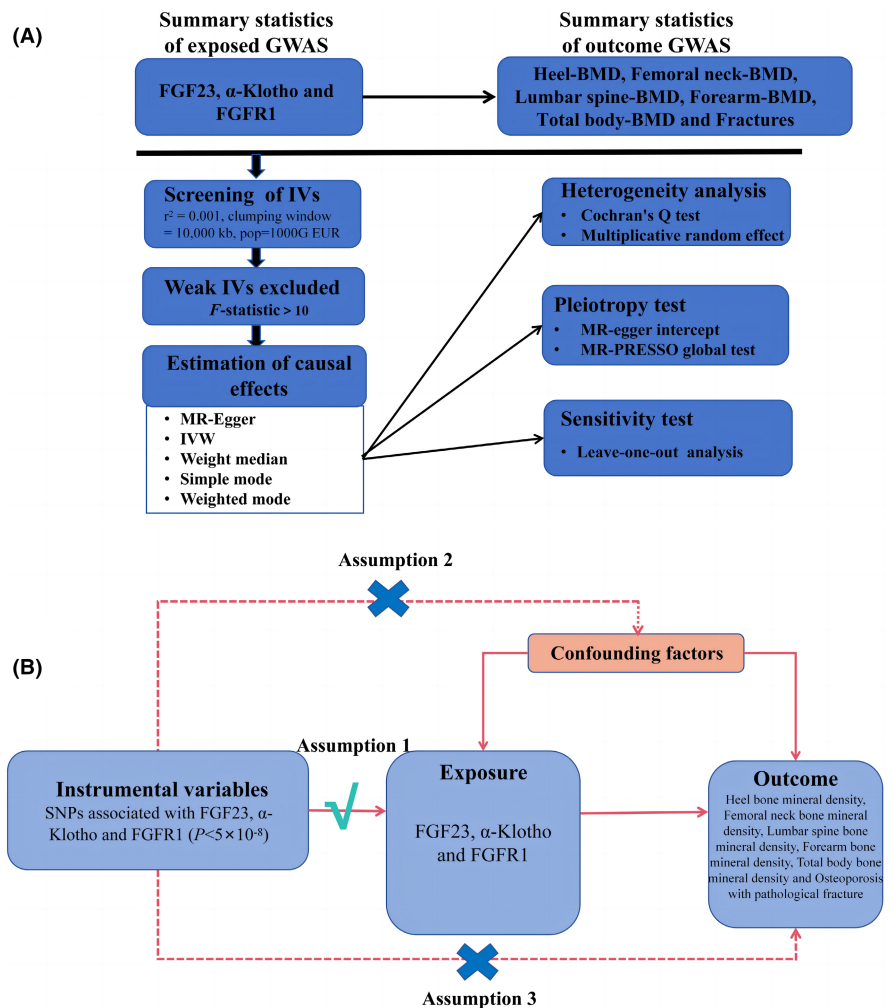 (A)
Summary statistics
of exposed GWAS
Summary statistics
of outcome GWAS
FGF23, α-Klotho and
FGFR1
Heel-BMD, Femoral neck-BMD,
Lumbar spine-BMD, Forearm-BMD,
Total body-BMD and Fractures
Screening of IVs
r² = 0.001, clumping window
= 10,000 kb, pop=1000G EUR
Weak IVs excluded
F-statistic > 10
Estimation of causal
effects
• MR-Egger
• IVW
• Weight median
• Simple mode
• Weighted mode
Heterogeneity analysis
• Cochran's Q test
• Multiplicative random effect
Pleiotropy test
• MR-egger intercept
• MR-PRESSO global test
Sensitivity test
• Leave-one-out analysis
(B)
Assumption 2
Confounding factors
Assumption 1
Instrumental variables
SNPs associated with FGF23, α-
Klotho and FGFR1 (P<5×10⁻⁸)
√
Exposure
FGF23, α-Klotho
and FGFR1
Outcome
Heel bone mineral density,
Femoral neck bone mineral
density, Lumbar spine bone
mineral density, Forearm bone
mineral density, Total body bone
mineral density and Osteoporosis
with pathological fracture
Assumption 3